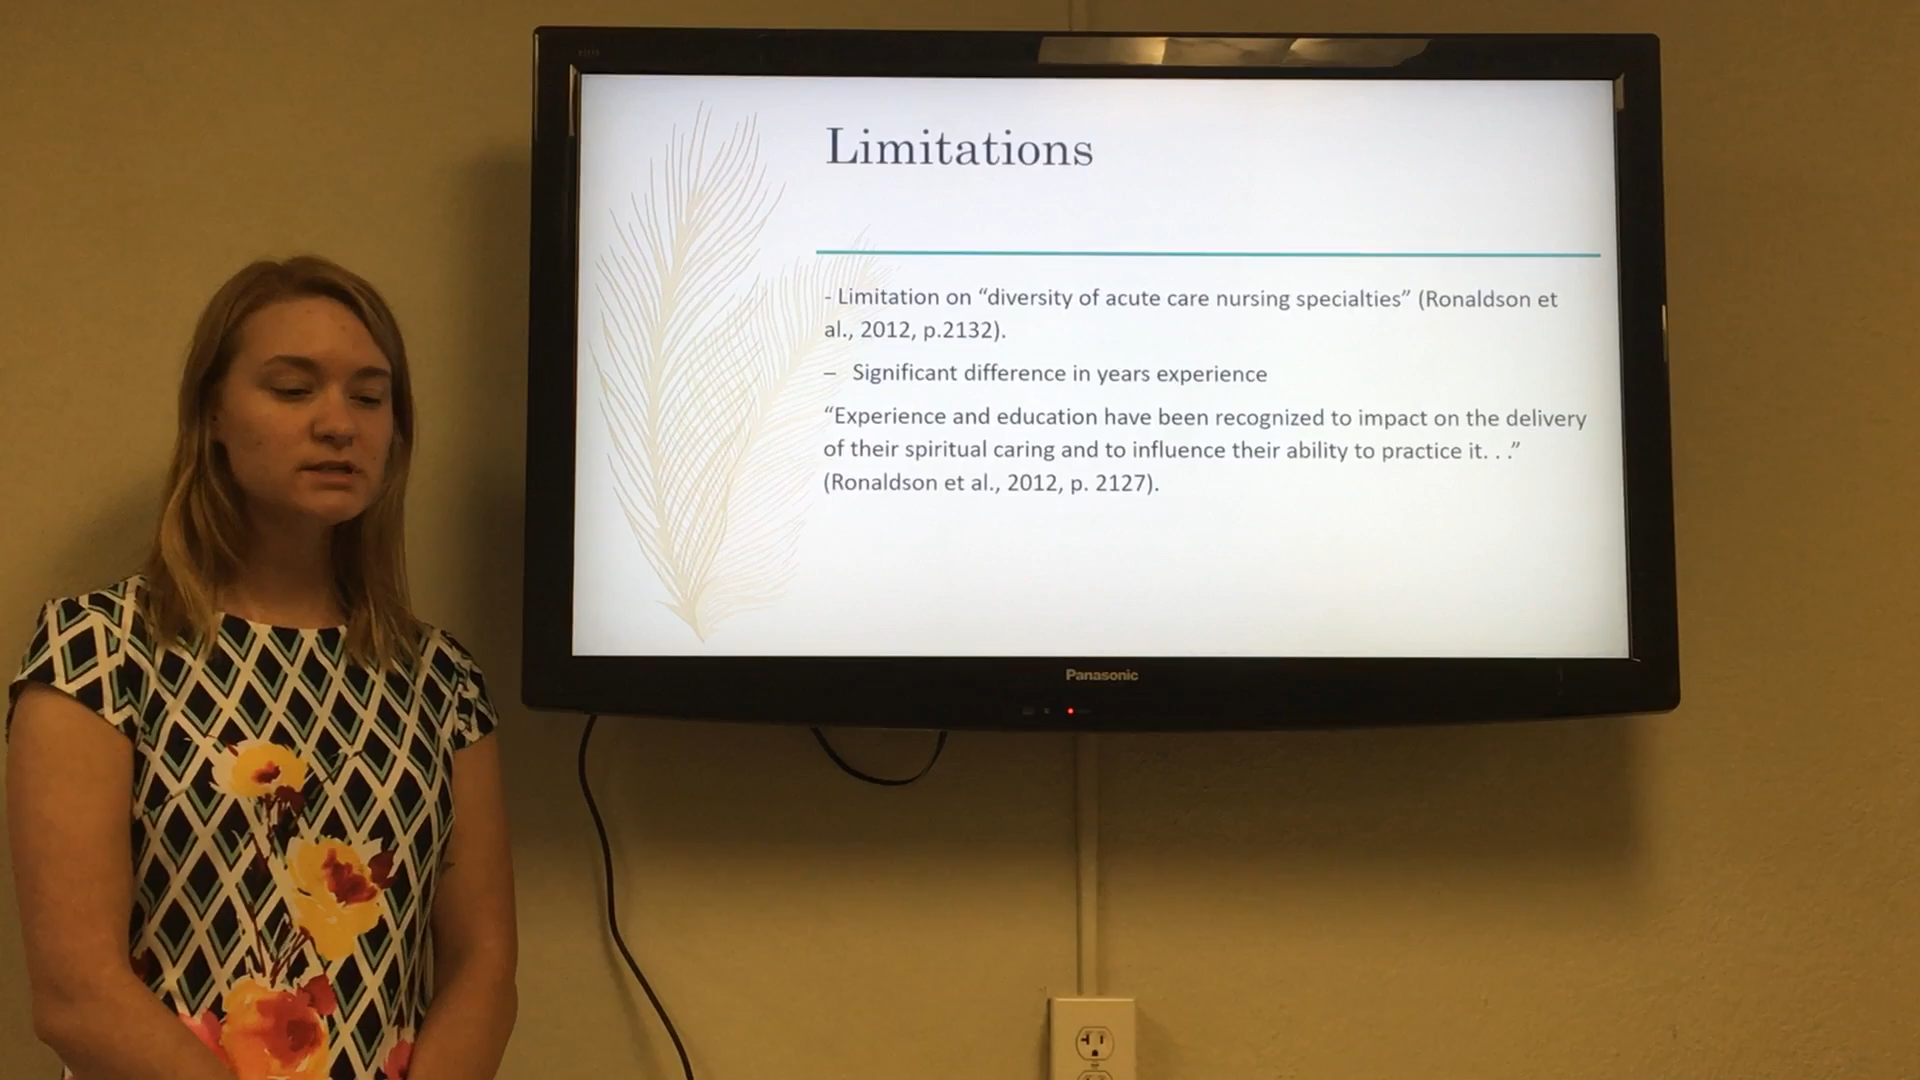 Limitations
- Limitation on “diversity of acute care nursing specialties” (Ronaldson et
al., 2012, p.2132).
– Significant difference in years experience
“Experience and education have been recognized to impact on the delivery
of their spiritual caring and to influence their ability to practice it. . .”
(Ronaldson et al., 2012, p. 2127).
Panasonic